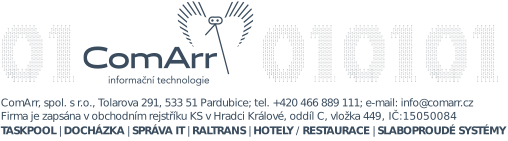 010 010101
ComArr
informační technologie
ComArr, spol. s r.o., Tolarova 291, 533 51 Pardubice; tel. +420 466 889 111; e-mail: info@comarr.cz
Firma je zapsána v obchodním rejstříku KS v Hradci Králové, oddíl C, vložka 449, IČ:15050084
TASKPOOL | DOCHÁZKA | SPRÁVA IT | RALTRANS | HOTELY / RESTAURACE | SLABOPROUDÉ SYSTÉMY